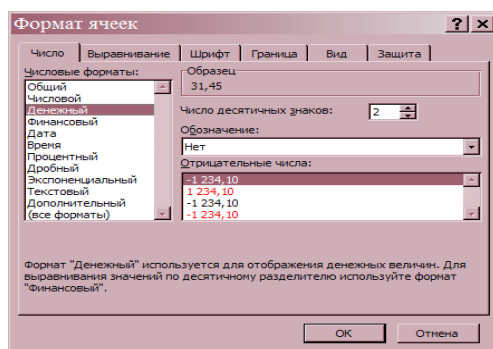 Формат ячеек
Число Выравнивание Шрифт Граница Вид Защита
Числовые форматы:
Общий
Числовой
Денежный
Финансовый
Дата
Время
Процентный
Дробный
Экспоненциальный
Текстовый
Дополнительный
(все форматы)
Образец
31,45
Число десятичных знаков: 2
Обозначение:
Нет
Отрицательные числа:
-1 234,10
1 234,10
-1 234,10
-1 234,10
Формат "Денежный" используется для отображения денежных величин. Для
выравнивания значений по десятичному разделителю используйте формат
"Финансовый".
ОК Отмена